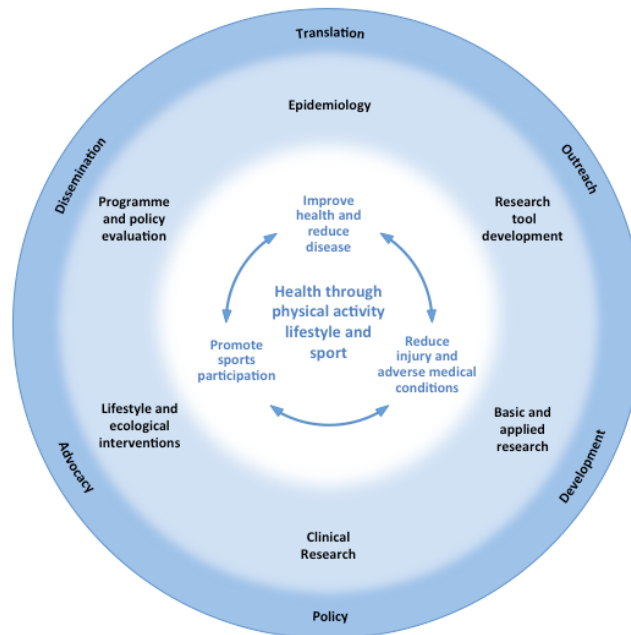 Translation
Epidemiology
Outreach
Dissemination
Programme
and policy
evaluation
Research
tool
development
Improve
health and
reduce
disease
Health through
physical activity
lifestyle and
sport
Promote
sports
participation
Reduce
injury and
adverse medical
conditions
Lifestyle and
ecological
interventions
Basic and
applied
research
Advocacy
Development
Clinical
Research
Policy